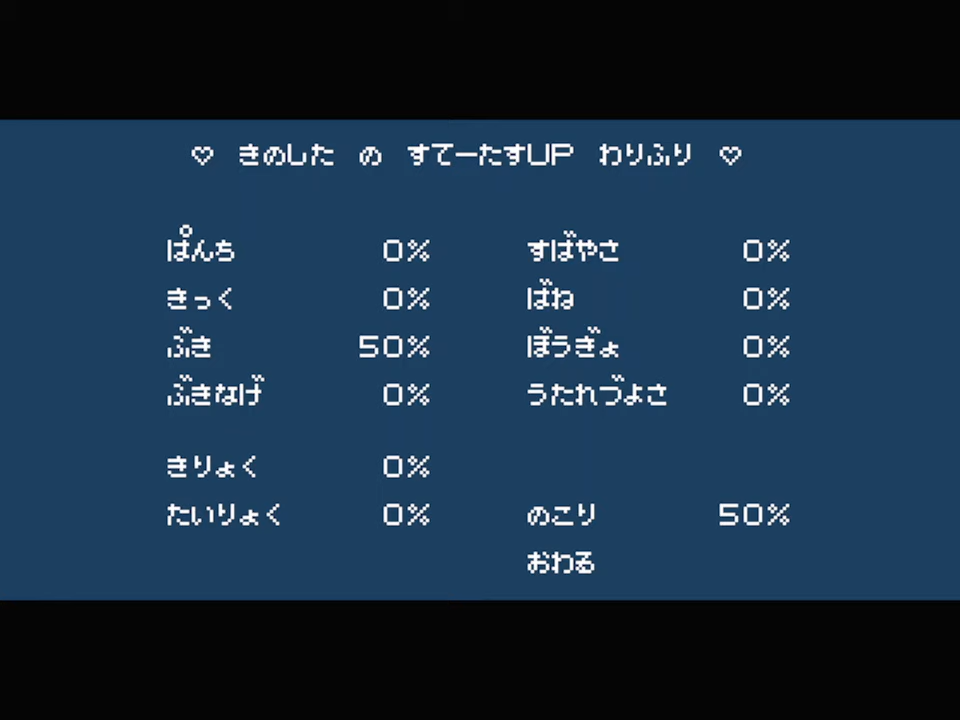 ♡ きのした の すてーたすUP わりふり ♡
ぱんち 0% すばやさ 0%
きっく 0% ばね 0%
ぶき 50% ぼうぎょ 0%
ぶきなげ 0% うたれづよさ 0%
きりょく 0%
たいりょく 0% のこり 50%
おわる